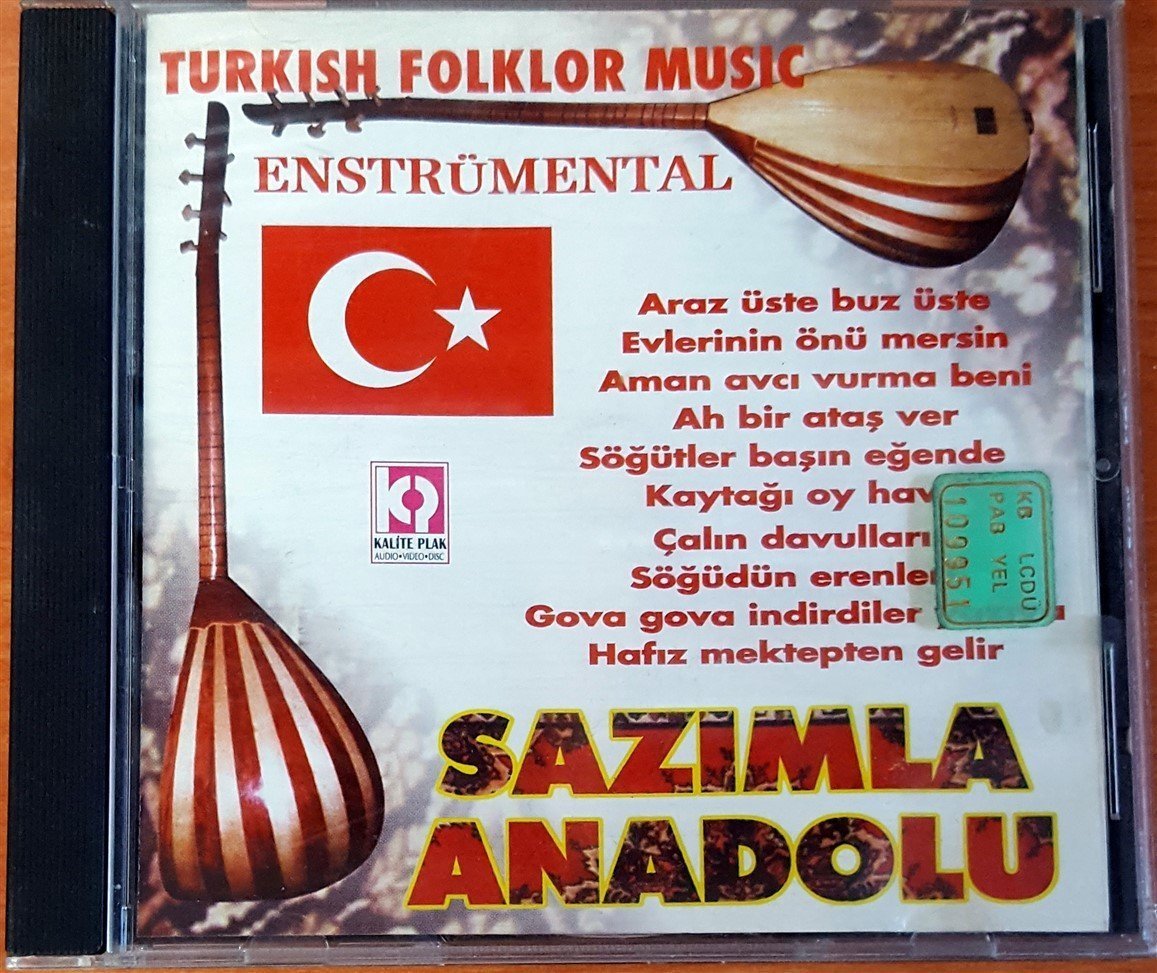 TURKISH FOLKLOR MUSIC
ENSTRÜMENTAL
Araz üste buz üste
Evlerinin önü mersin
Aman avcı vurma beni
Ah bir ataş ver
Söğütler başın eğende
Kaytağı oy
Çalın davulları
Söğüdün
Gova gova indirdiler
Hafız mektepten gelir
KALİTE PLAK
AUDIO•VIDEO•DISC
KB LCDÜ
PAB VEL
109951
SAZIMLA
ANADOLU